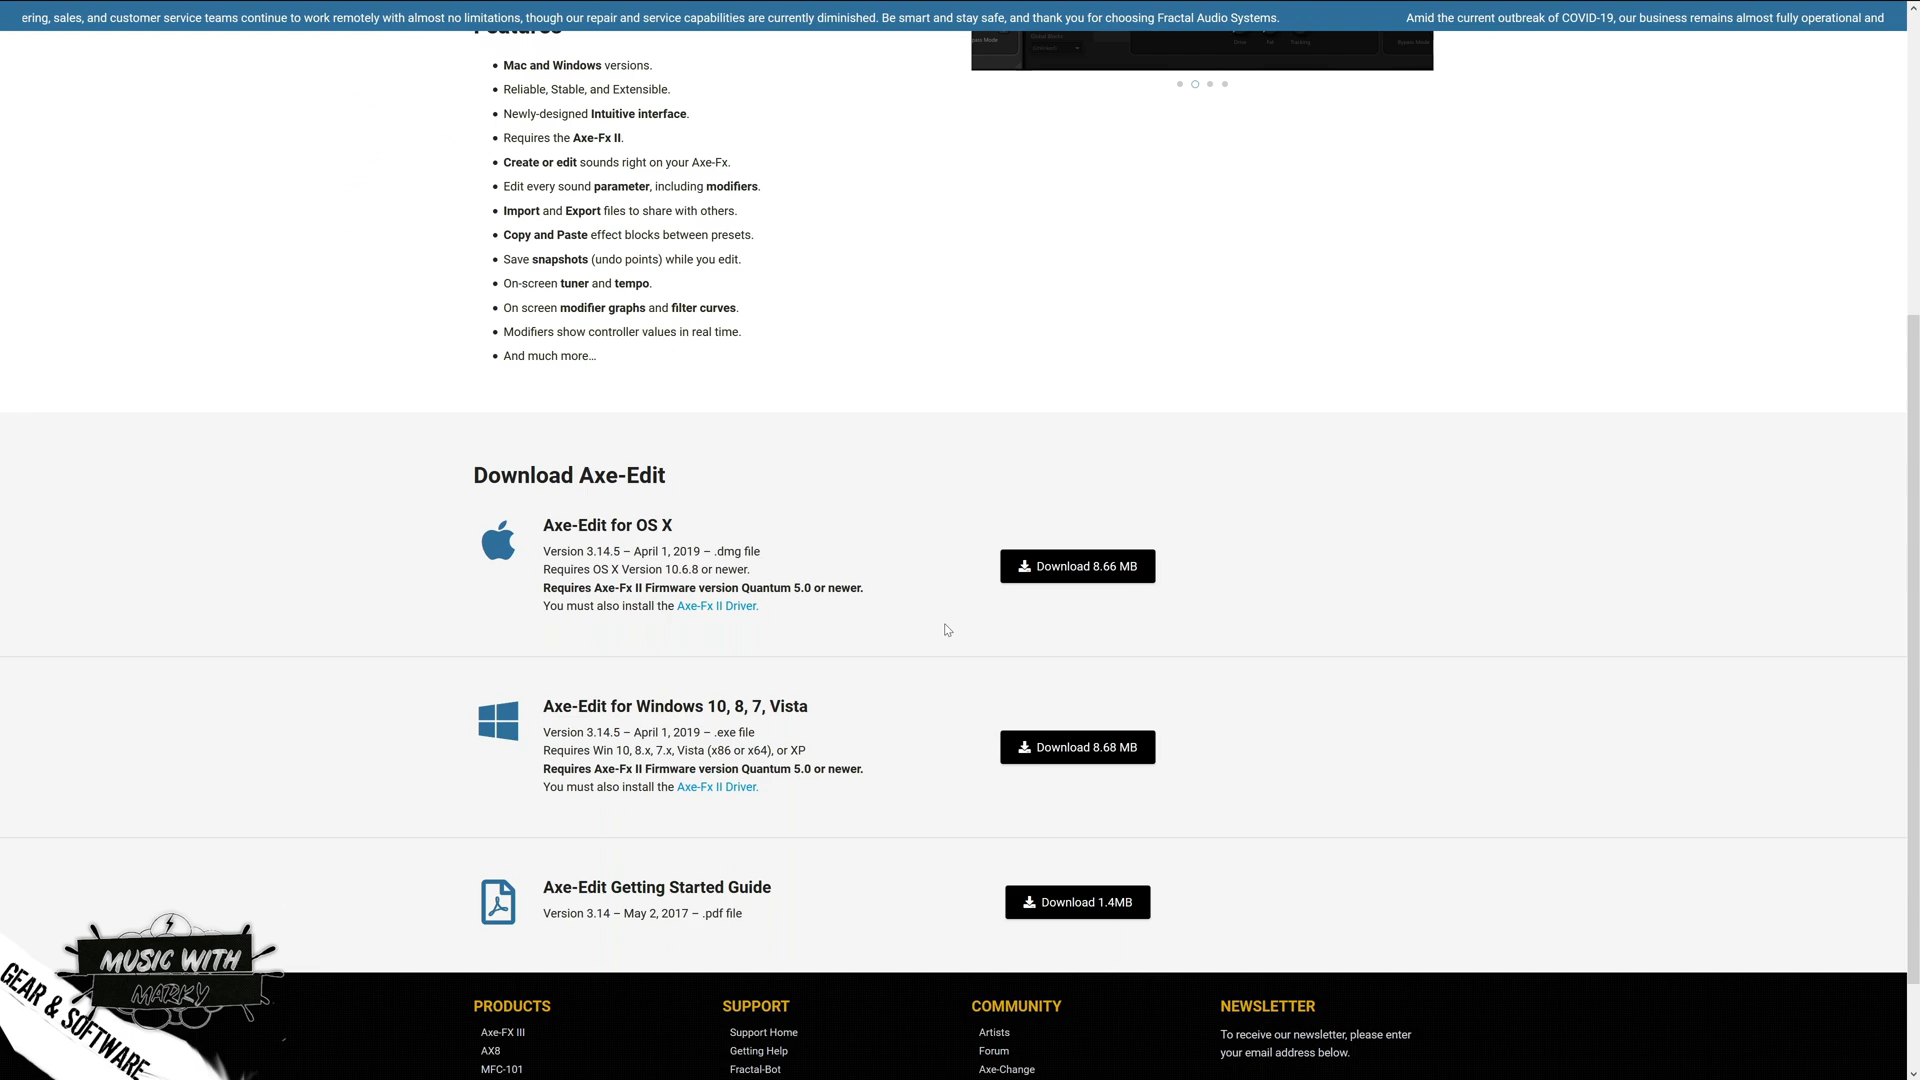 ering, sales, and customer service teams continue to work remotely with almost no limitations, though our repair and service capabilities are currently diminished. Be smart and stay safe, and thank you for choosing Fractal Audio Systems.
Amid the current outbreak of COVID-19, our business remains almost fully operational and
Features
Mac and Windows versions.
Reliable, Stable, and Extensible.
Newly-designed Intuitive interface.
Requires the Axe-Fx II.
Create or edit sounds right on your Axe-Fx.
Edit every sound parameter, including modifiers.
Import and Export files to share with others.
Copy and Paste effect blocks between presets.
Save snapshots (undo points) while you edit.
On-screen tuner and tempo.
On screen modifier graphs and filter curves.
Modifiers show controller values in real time.
And much more…
Download Axe-Edit
Axe-Edit for OS X
Version 3.14.5 – April 1, 2019 – .dmg file
Requires OS X Version 10.6.8 or newer.
Requires Axe-Fx II Firmware version Quantum 5.0 or newer.
You must also install the Axe-Fx II Driver.
Download 8.66 MB
Axe-Edit for Windows 10, 8, 7, Vista
Version 3.14.5 – April 1, 2019 – .exe file
Requires Win 10, 8.x, 7.x, Vista (x86 or x64), or XP
Requires Axe-Fx II Firmware version Quantum 5.0 or newer.
You must also install the Axe-Fx II Driver.
Download 8.68 MB
Axe-Edit Getting Started Guide
Version 3.14 – May 2, 2017 – .pdf file
Download 1.4MB
MUSIC WITH
MARKY
GEAR & SOFTWARE
PRODUCTS
Axe-FX III
AX8
MFC-101
SUPPORT
Support Home
Getting Help
Fractal-Bot
COMMUNITY
Artists
Forum
Axe-Change
NEWSLETTER
To receive our newsletter, please enter
your email address below.